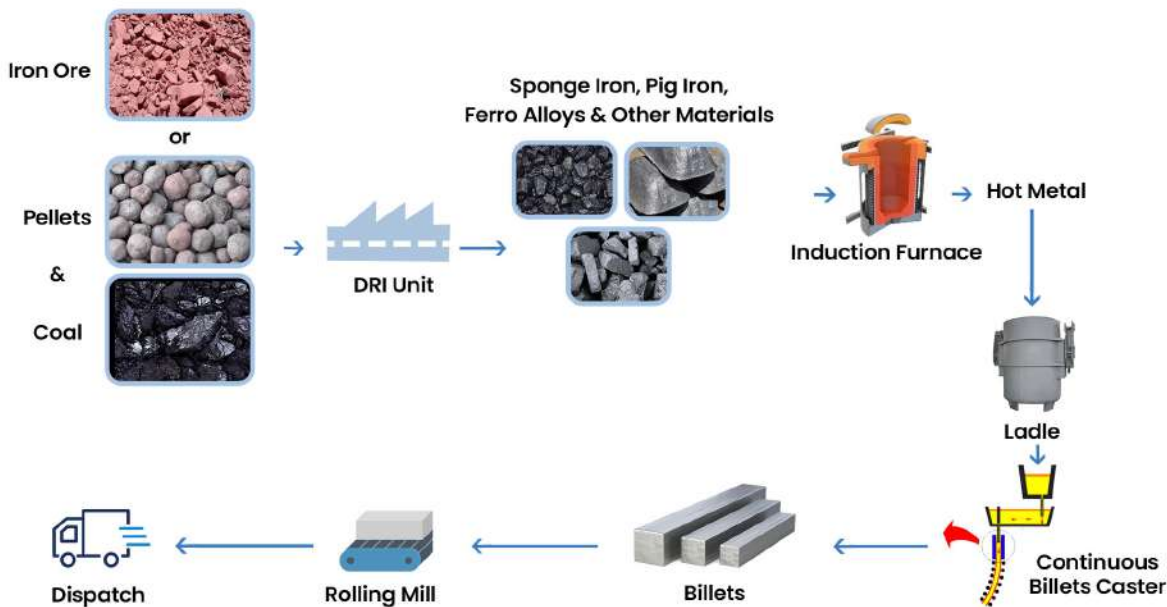 Iron Ore
or
Pellets
&
Coal
DRI Unit
Sponge Iron, Pig Iron,
Ferro Alloys & Other Materials
Induction Furnace
Hot Metal
Ladle
Continuous
Billets Caster
Billets
Rolling Mill
Dispatch